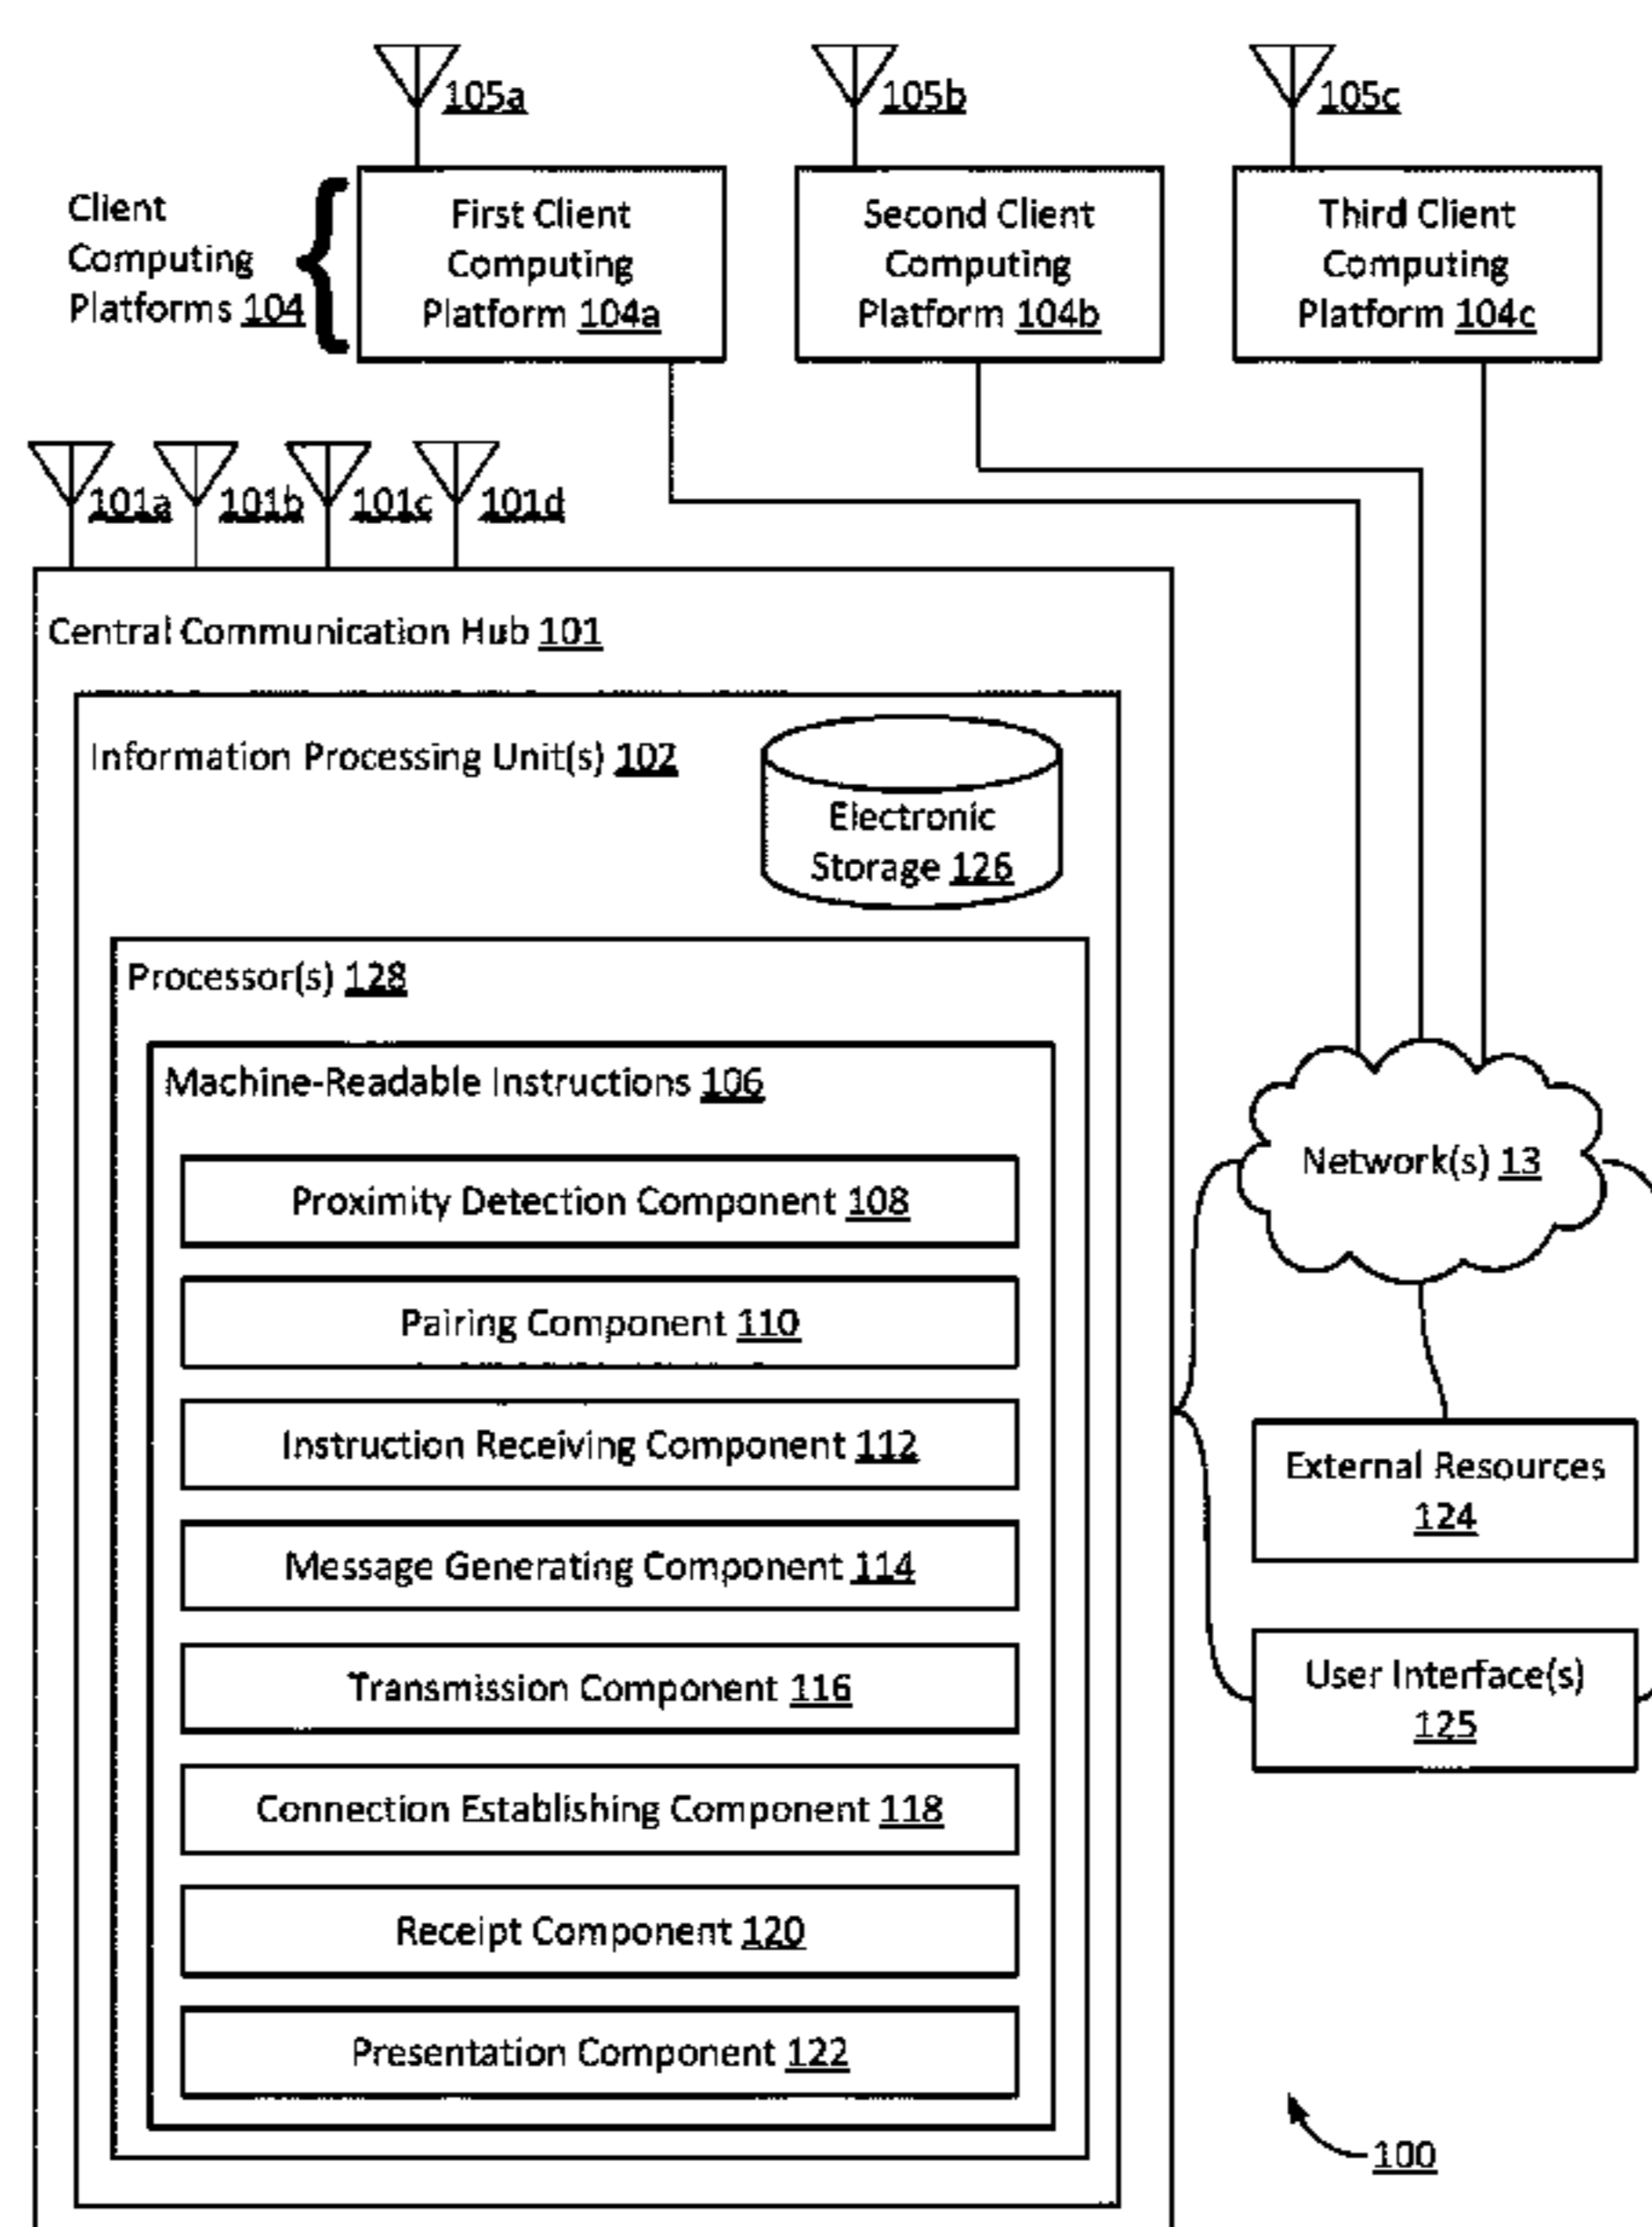 105a
105b
105c
Client
Computing
Platforms 104
First Client
Computing
Platform 104a
Second Client
Computing
Platform 104b
Third Client
Computing
Platform 104c
101a
101b
101c
101d
Central Communication Hub 101
Information Processing Unit(s) 102
Electronic
Storage 126
Processor(s) 128
Machine-Readable Instructions 106
Proximity Detection Component 108
Pairing Component 110
Instruction Receiving Component 112
Message Generating Component 114
Transmission Component 116
Connection Establishing Component 118
Receipt Component 120
Presentation Component 122
Network(s) 13
External Resources
124
User Interface(s)
125
100